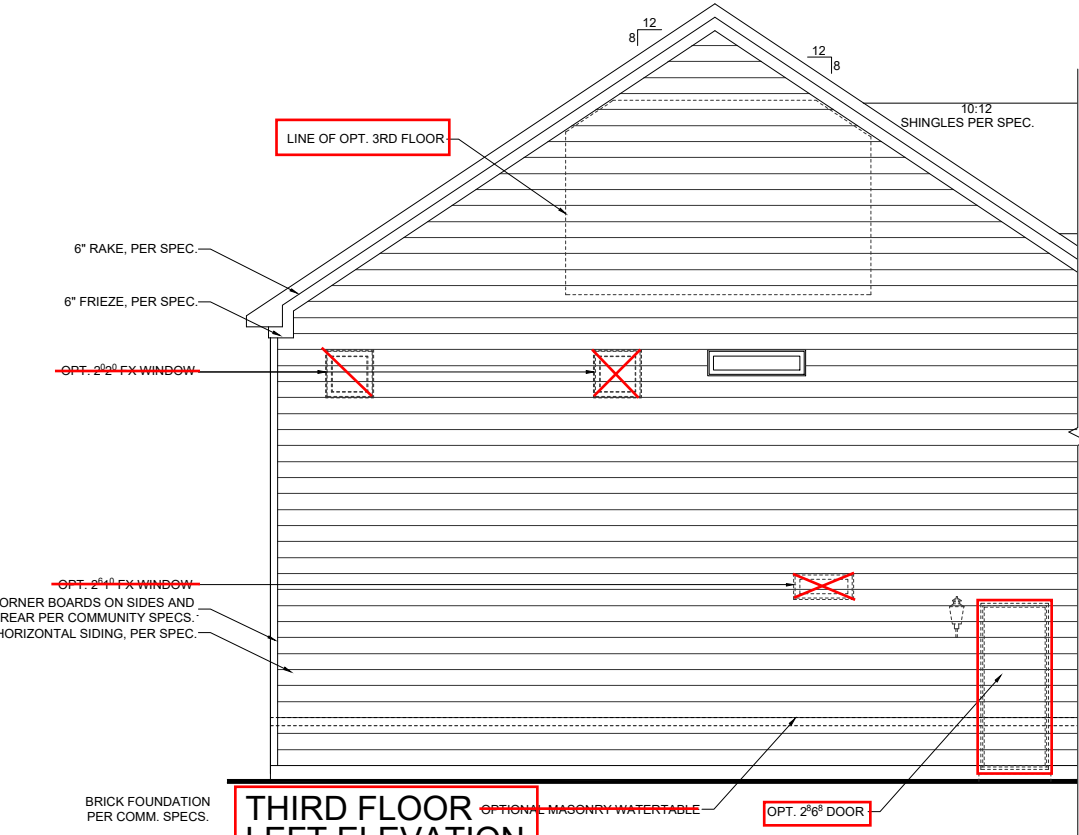 12
8
12
8
10:12
SHINGLES PER SPEC.
LINE OF OPT. 3RD FLOOR
6" RAKE, PER SPEC.
6" FRIEZE, PER SPEC.
OPT. 2⁰2⁰ FX WINDOW
OPT. 2⁶1⁰ FX WINDOW
ORNER BOARDS ON SIDES AND
REAR PER COMMUNITY SPECS.
HORIZONTAL SIDING, PER SPEC.
BRICK FOUNDATION
PER COMM. SPECS.
THIRD FLOOR
LEFT ELEVATION
OPTIONAL MASONRY WATERTABLE
OPT. 2⁸6⁸ DOOR